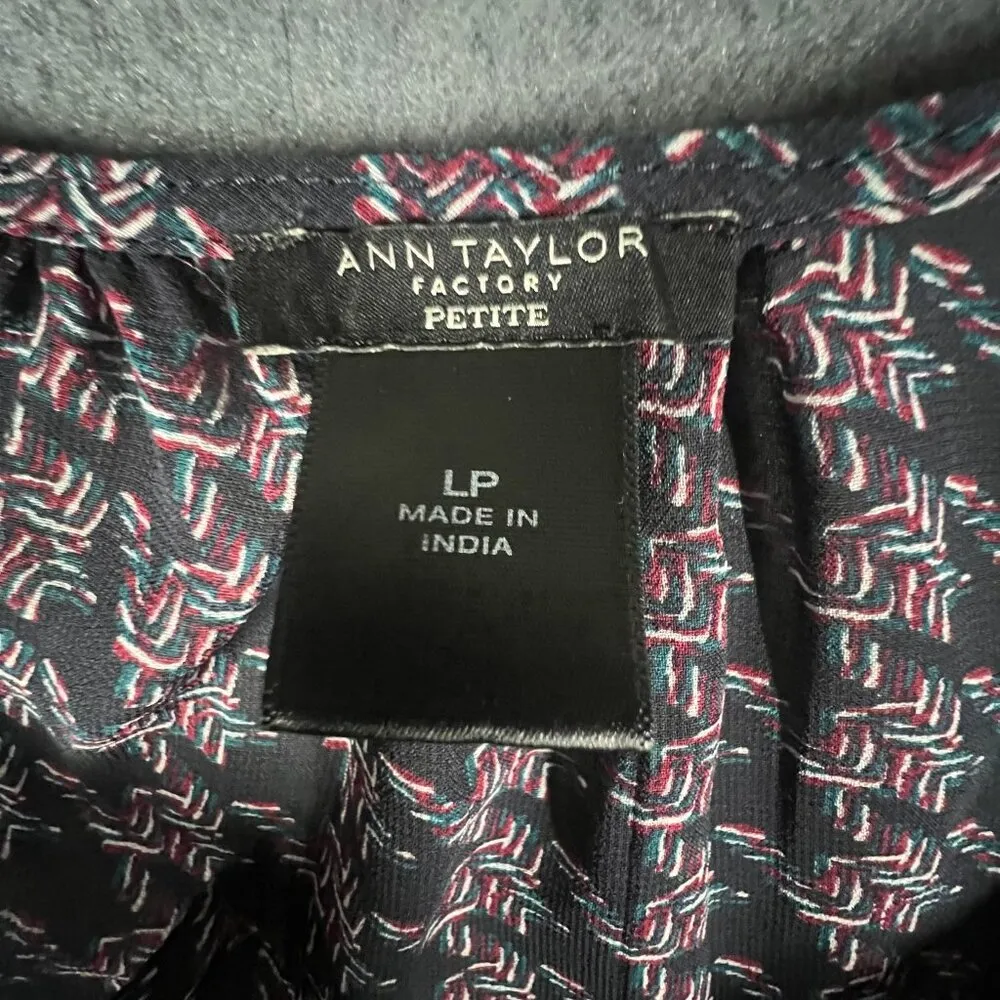 ANN TAYLOR
FACTORY
PETITE
LP
MADE IN
INDIA